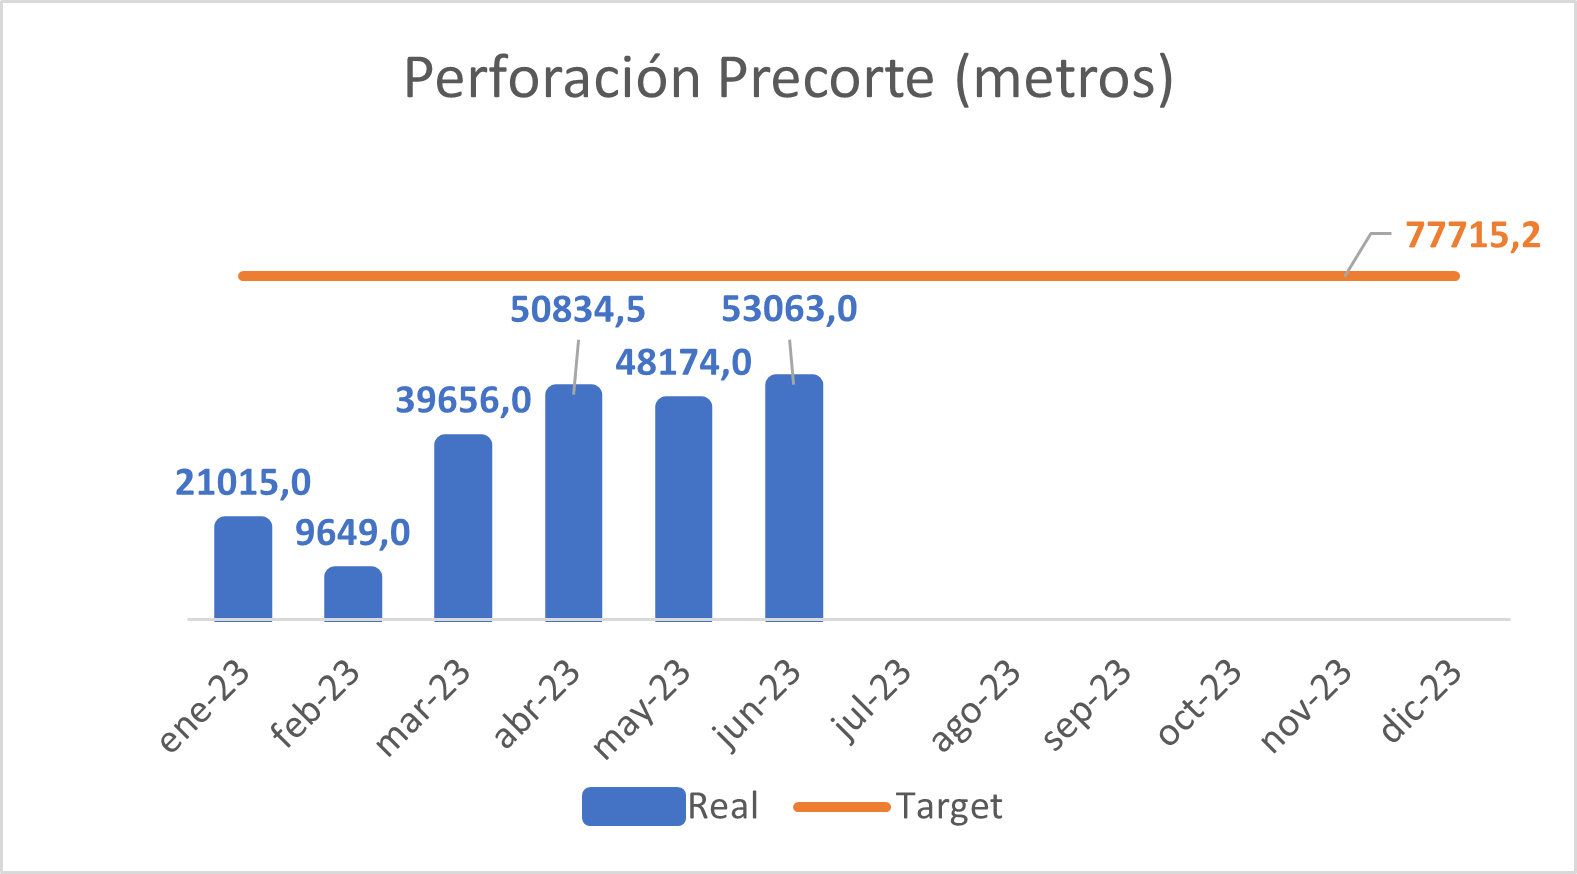 Perforación Precorte (metros)
77715,2
50834,5
53063,0
48174,0
39656,0
21015,0
9649,0
ene-23
feb-23
mar-23
abr-23
may-23
jun-23
jul-23
ago-23
sep-23
oct-23
nov-23
dic-23
Real
Target